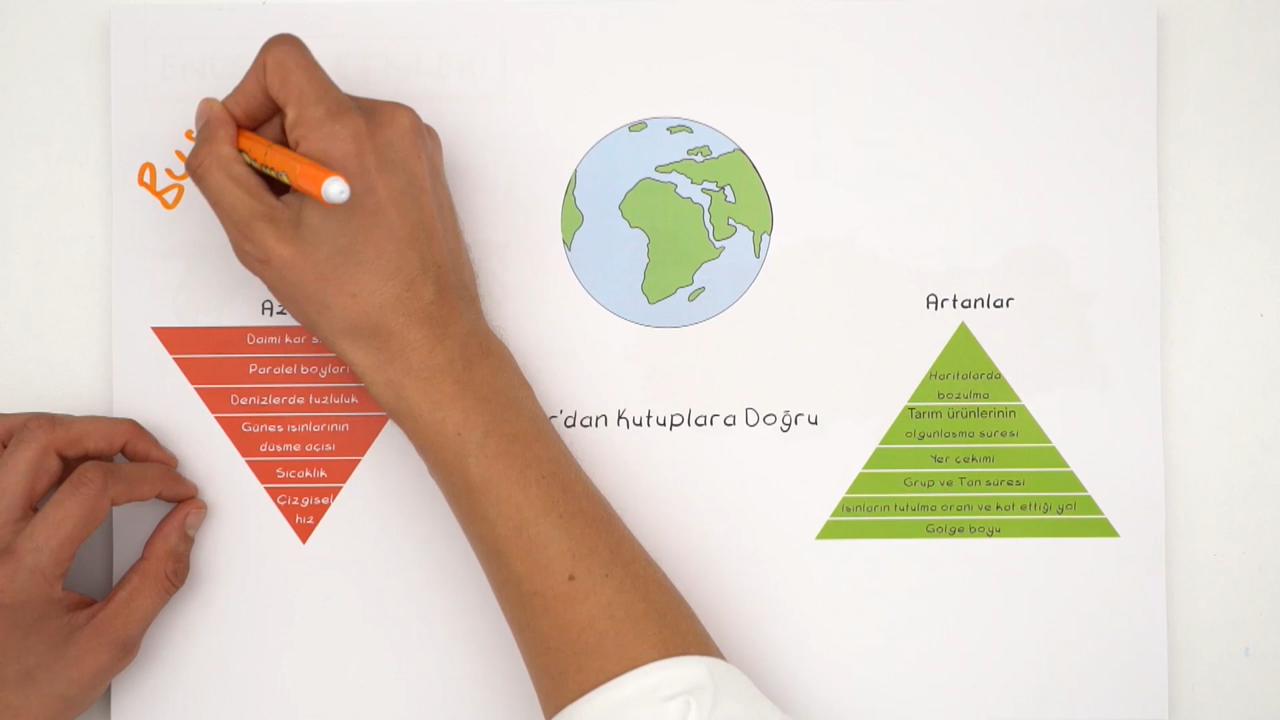 Bu
Artanlar
Daimi kar
Paralel boyları
Denizlerde tuzluluk
Güneş ışınlarının
düşme açısı
Sıcaklık
Çizgisel
hız
r'dan Kutuplara Doğru
Haritalarda
bozulma
Tarım ürünlerinin
olgunlaşma süresi
Yer çekimi
Grup ve Tan süresi
Işınların tutulma oranı ve kat ettiği yol
Gölge boyu